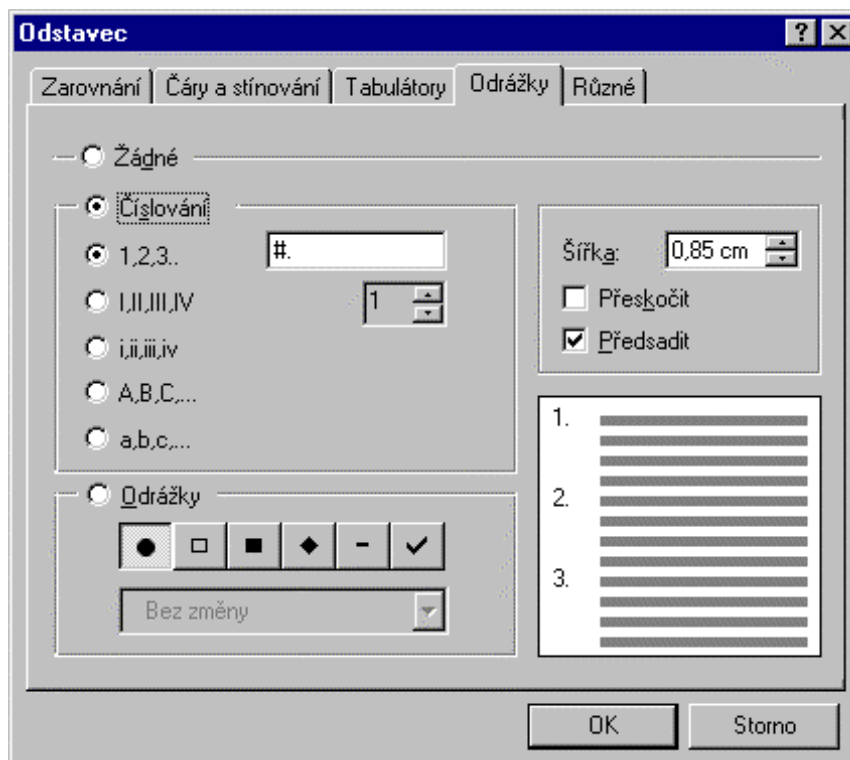 Odstavec
Zarovnání Čáry a stínování Tabulátory Odrážky Různé
Žádné
Číslování
1,2,3.. #.
I,II,III,IV 1
i,ii,iii,iv
A,B,C,...
a,b,c,...
Šířka: 0,85 cm
Přeskočit
Předsadit
1.
2.
3.
Odrážky
Bez změny
OK Storno